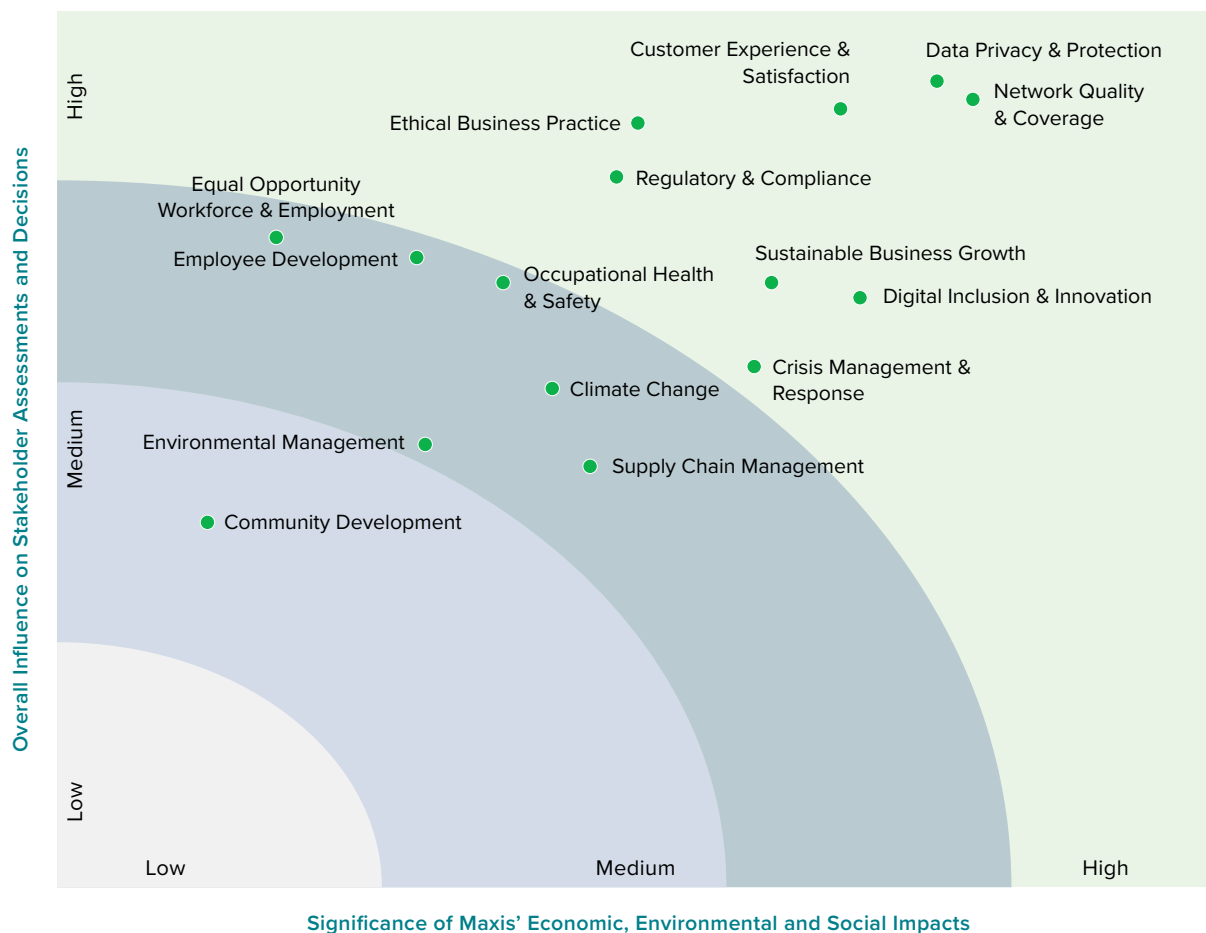 Overall Influence on Stakeholder Assessments and Decisions
High
Medium
Low
Customer Experience &
Satisfaction
Data Privacy & Protection
Network Quality
& Coverage
Ethical Business Practice
Regulatory & Compliance
Equal Opportunity
Workforce & Employment
Employee Development
Occupational Health
& Safety
Sustainable Business Growth
Digital Inclusion & Innovation
Crisis Management &
Response
Climate Change
Environmental Management
Supply Chain Management
Community Development
Low
Medium
High
Significance of Maxis’ Economic, Environmental and Social Impacts